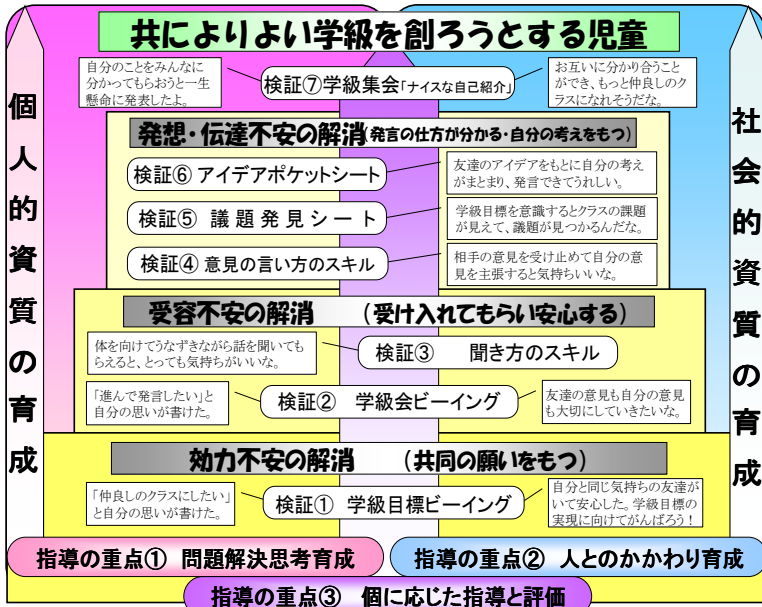 共によりよい学級を創ろうとする児童
自分のことをみんなに
分かってもらおうと一生
懸命に発表したよ。
検証⑦学級集会「ナイスな自己紹介」
お互いに分かり合うこと
ができ、もっと仲良しのク
ラスになれそうだな。
個人的資質の育成
社会的資質の育成
発想・伝達不安の解消(発言の仕方が分かる・自分の考えをもつ)
検証⑥ アイデアポケットシート
友達のアイデアをもとに自分の考え
がまとまり、発言できてうれしい。
検証⑤ 議題発見シート
学級目標を意識するとクラスの課題
が見えて、議題が見つかるんだな。
検証④ 意見の言い方のスキル
相手の意見を受け止めて自分の意
見を主張すると気持ちいいな。
受容不安の解消 (受け入れてもらい安心する)
体を向けてうなずきながら話を聞いても
らえると、とっても気持ちがいいな。
検証③ 聞き方のスキル
「進んで発言したい」と
自分の思いが書けた。
検証② 学級会ビーイング
友達の意見も自分の意見
も大切にしていきたいな。
効力不安の解消 (共同の願いをもつ)
「仲良しのクラスにしたい」
と自分の思いが書けた。
検証① 学級目標ビーイング
自分と同じ気持ちの友達が
いて安心した。学級目標の
実現に向けてがんばろう!
指導の重点① 問題解決思考育成
指導の重点② 人とのかかわり育成
指導の重点③ 個に応じた指導と評価